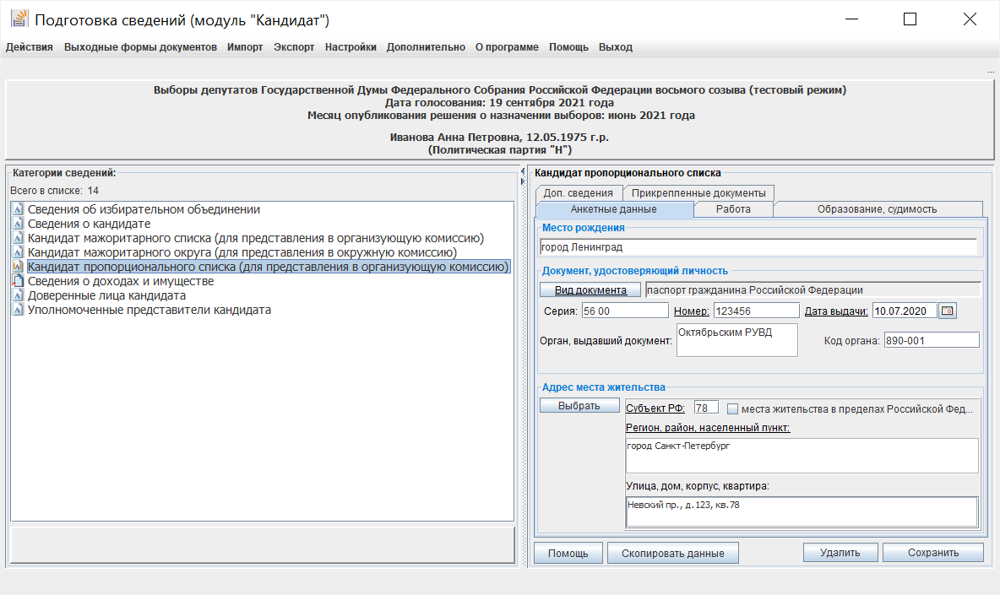 Подготовка сведений (модуль "Кандидат")
Действия Выходные формы документов Импорт Экспорт Настройки Дополнительно О программе Помощь Выход
...
Выборы депутатов Государственной Думы Федерального Собрания Российской Федерации восьмого созыва (тестовый режим)
Дата голосования: 19 сентября 2021 года
Месяц опубликования решения о назначении выборов: июнь 2021 года
Иванова Анна Петровна, 12.05.1975 г.р.
(Политическая партия "Н")
Категории сведений:
Всего в списке: 14
Сведения об избирательном объединении
Сведения о кандидате
Кандидат мажоритарного списка (для представления в организующую комиссию)
Кандидат мажоритарного округа (для представления в окружную комиссию)
Кандидат пропорционального списка (для представления в организующую комиссию)
Сведения о доходах и имуществе
Доверенные лица кандидата
Уполномоченные представители кандидата
Кандидат пропорционального списка
Доп. сведения Прикрепленные документы
Анкетные данные Работа Образование, судимость
Место рождения
город Ленинград
Документ, удостоверяющий личность
Вид документа паспорт гражданина Российской Федерации
Серия: 56 00 Номер: 123456 Дата выдачи: 10.07.2020
Орган, выдавший документ: Октябрьским РУВД Код органа: 890-001
Адрес места жительства
Выбрать Субъект РФ: 78 места жительства в пределах Российской Фед...
Регион, район, населенный пункт:
город Санкт-Петербург
Улица, дом, корпус, квартира:
Невский пр., д.123, кв.78
Помощь Скопировать данные Удалить Сохранить